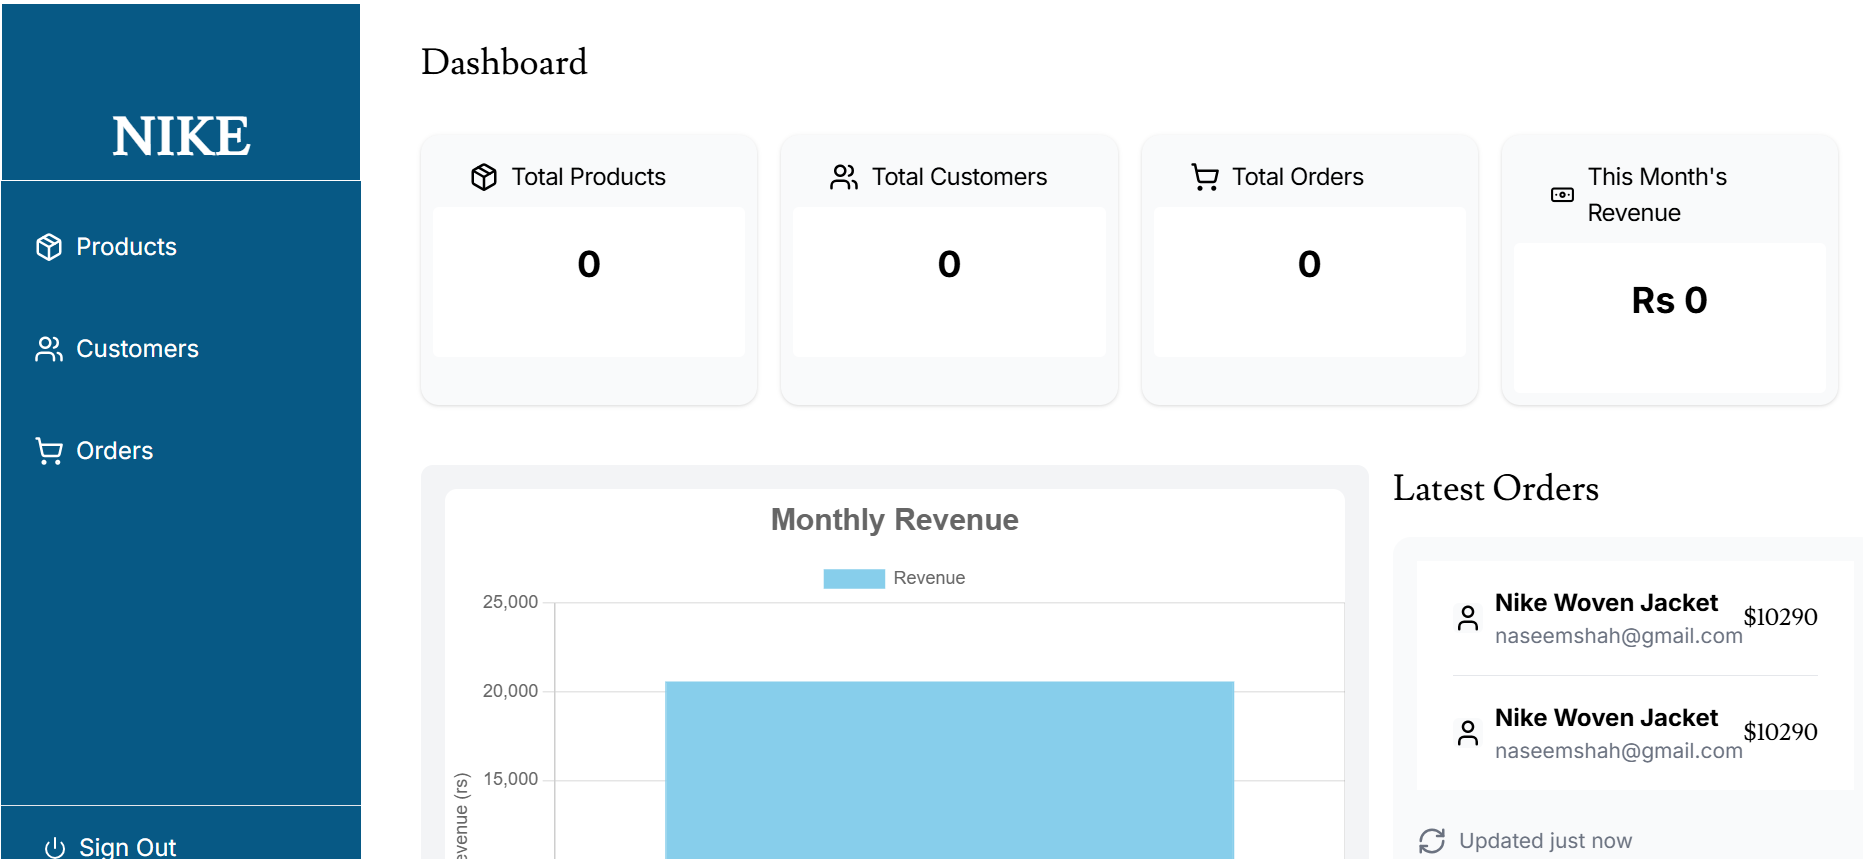 NIKE
Products
Customers
Orders
Sign Out
Dashboard
Total Products
0
Total Customers
0
Total Orders
0
This Month's
Revenue
Rs 0
Monthly Revenue
Revenue
25,000
20,000
15,000
(rs)
Latest Orders
Nike Woven Jacket
naseemshah@gmail.com
$10290
Nike Woven Jacket
naseemshah@gmail.com
$10290
Updated just now